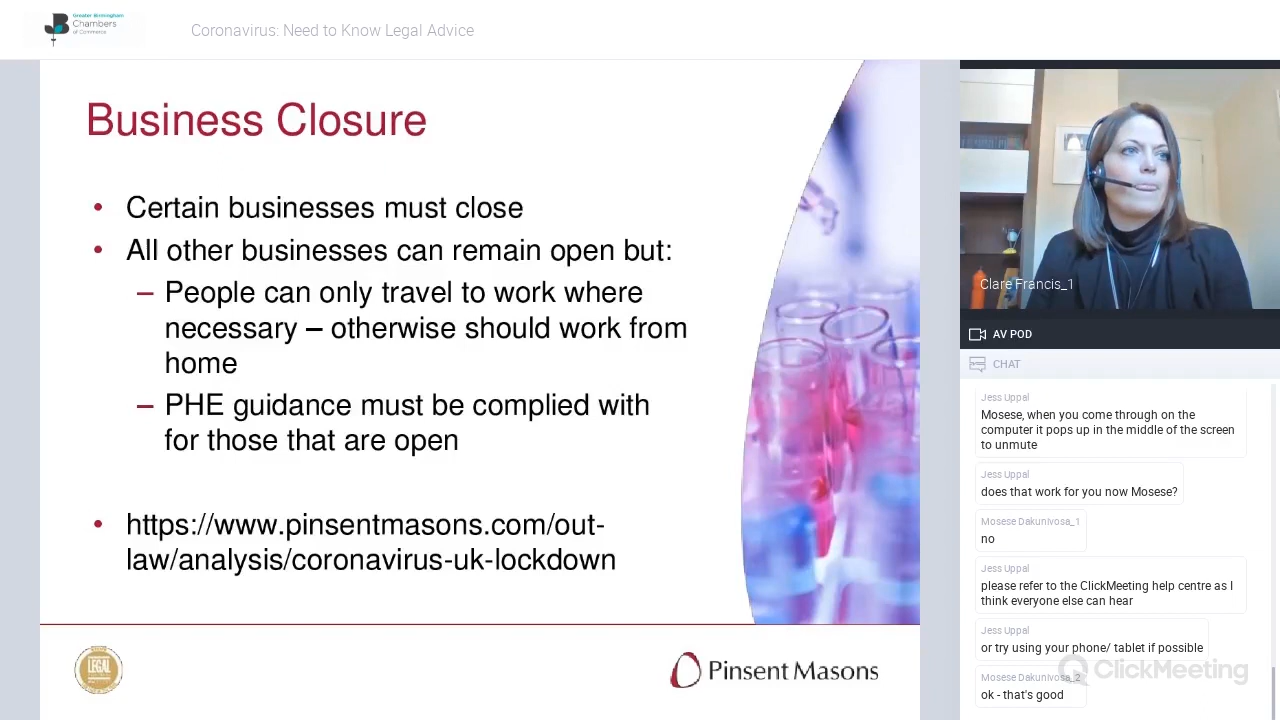 Greater Birmingham
Chambers
of Commerce
Coronavirus: Need to Know Legal Advice
Business Closure
• Certain businesses must close
• All other businesses can remain open but:
– People can only travel to work where
necessary – otherwise should work from
home
– PHE guidance must be complied with
for those that are open
• https://www.pinsentmasons.com/out-
law/analysis/coronavirus-uk-lockdown
LEGAL
Pinsent Masons
Clare Francis_1
AV POD
CHAT
Jess Uppal
Mosese, when you come through on the
computer it pops up in the middle of the screen
to unmute
Jess Uppal
does that work for you now Mosese?
Mosese Dakunivosa_1
no
Jess Uppal
please refer to the ClickMeeting help centre as I
think everyone else can hear
Jess Uppal
or try using your phone/ tablet if possible
Mosese Dakunivosa_2
ok - that's good
ClickMeeting